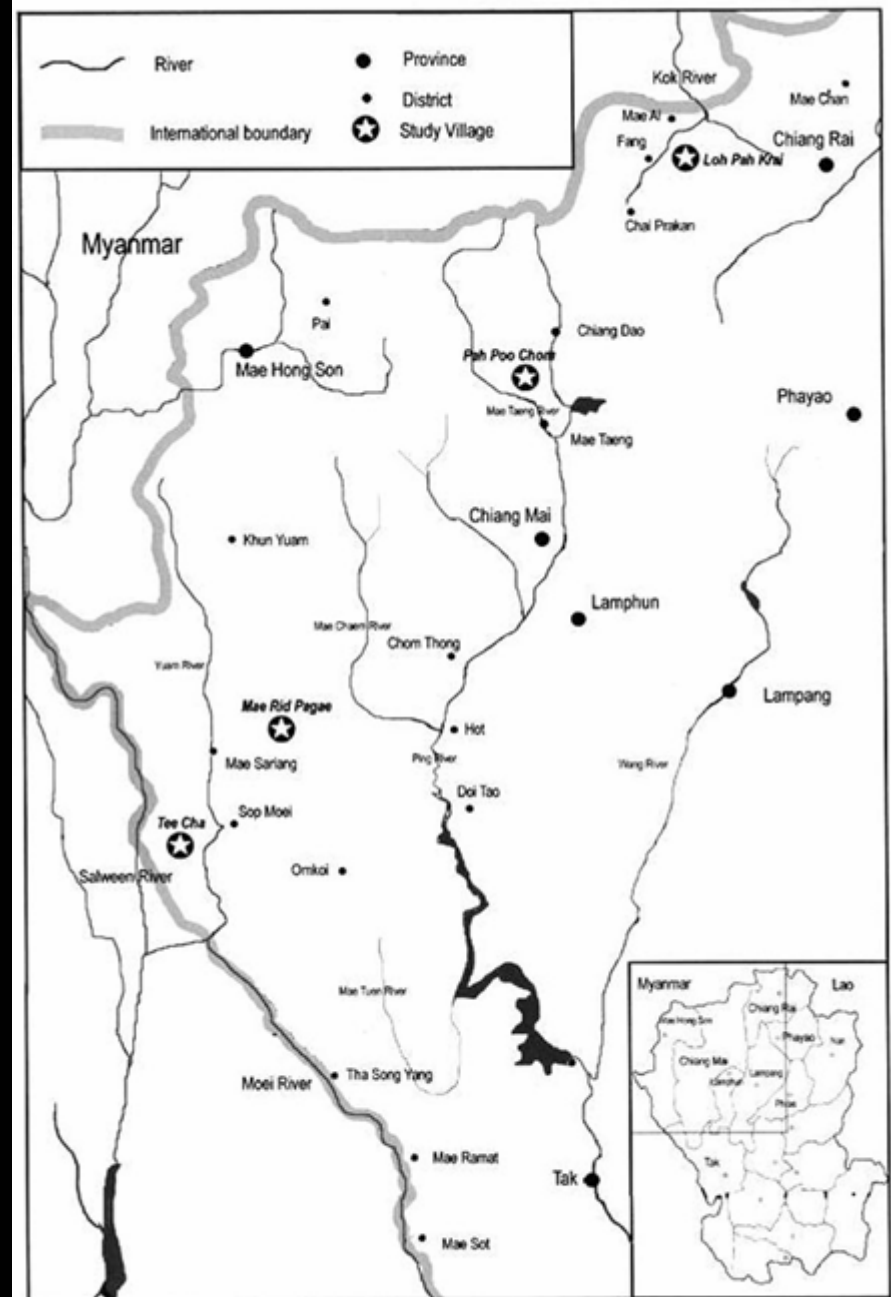 River
Province
District
International boundary
Study Village
Kok River
Mae Chan
Mae Ai
Chiang Rai
Fang
Loh Pah Krai
Chai Prakan
Myanmar
Pai
Chiang Dao
Mae Hong Son
Pah Poo Chom
Phayao
Mae Taeng River
Mae Taeng
Chiang Mai
Khun Yuam
Lamphun
Mae Chaem River
Chom Thong
Yuam River
Lampang
Mae Rid Pagae
Hot
Mae Sariang
Ping River
Wang River
Doi Tao
Tee Cha
Sop Moei
Salween River
Omkoi
Mae Tuen River
Moei River
Tha Song Yang
Mae Ramat
Tak
Mae Sot
Myanmar
Lao
Chiang Rai
Mae Hong Son
Phayao
Nan
Chiang Mai
Lampang
Lamphun
Phrae
Tak